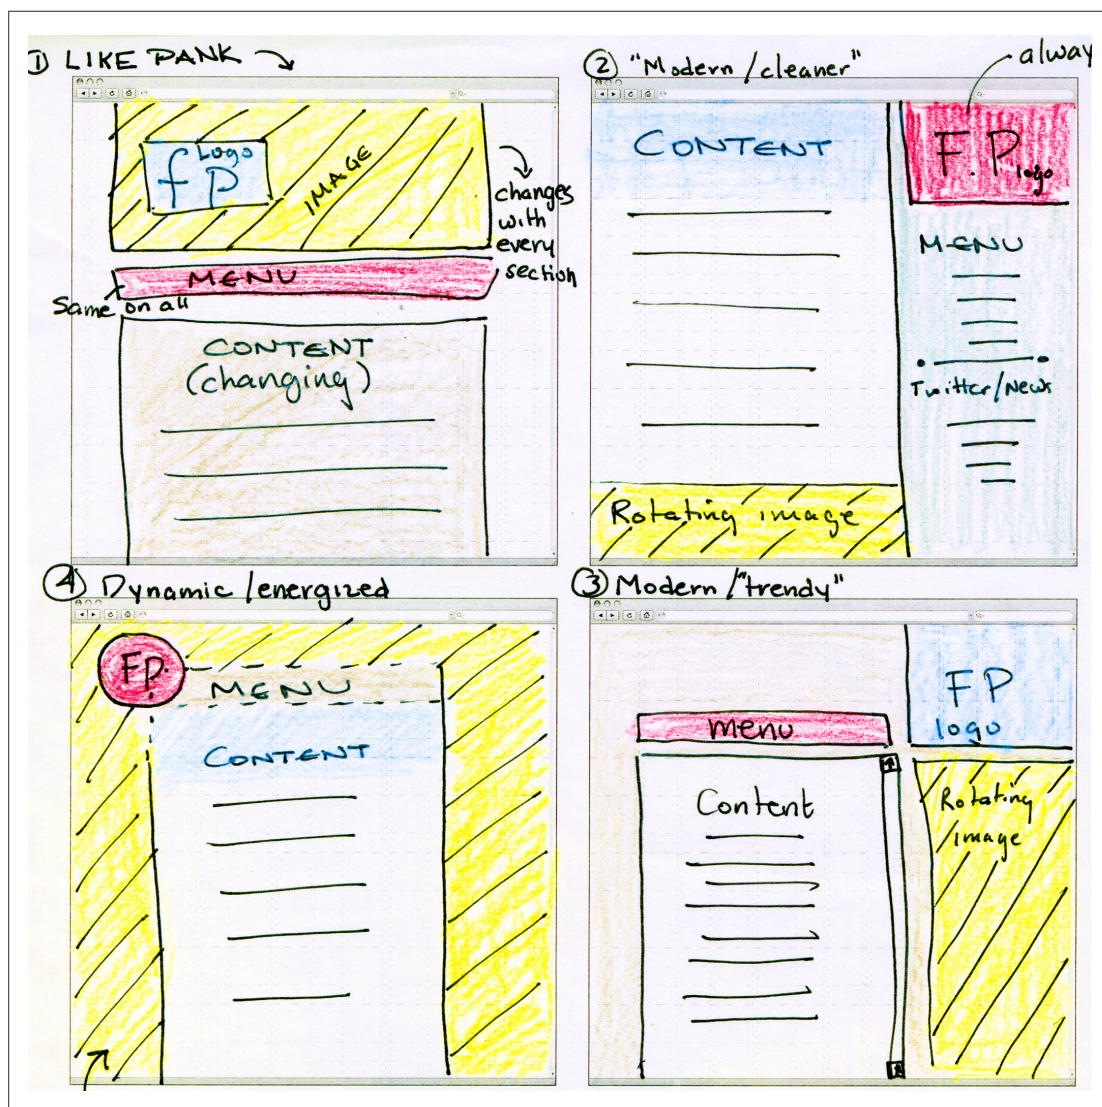 ① LIKE PANK
Logo
fP
IMAGE
changes
with
every
section
MENU
Same on all
CONTENT
(changing)
② "Modern/cleaner"
alway
CONTENT
F.P logo
MENU
Twitter/News
Rotating image
④ Dynamic/energized
FP.
MENU
CONTENT
③ Modern/"trendy"
FP
logo
menu
Content
Rotating
image